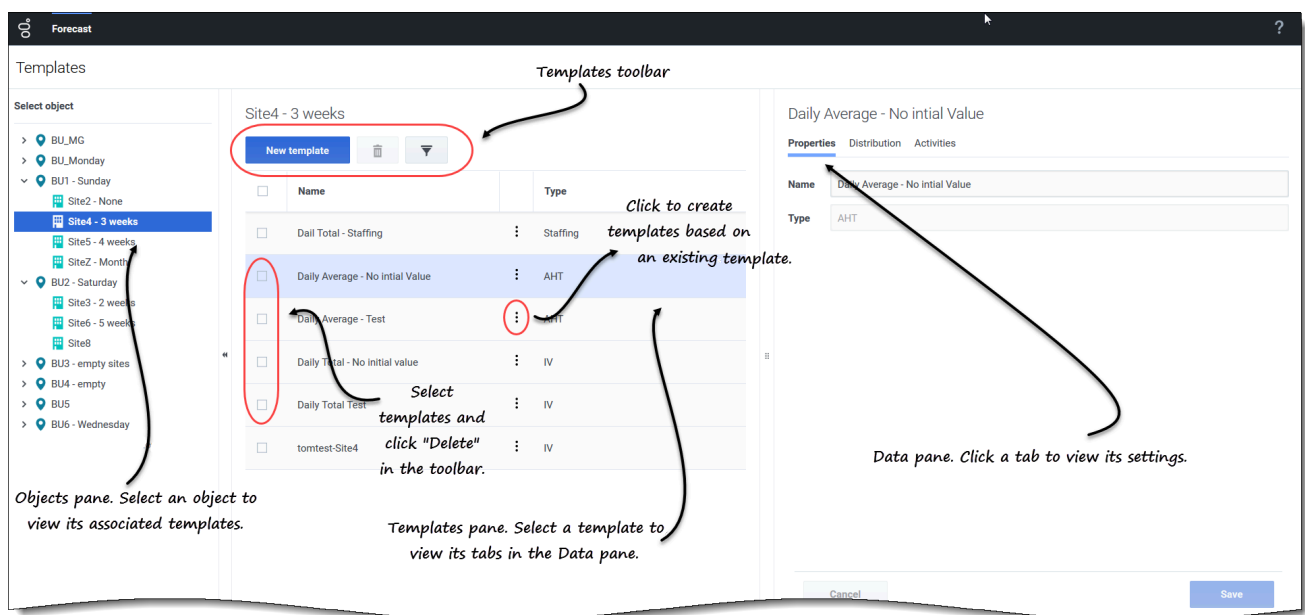 Forecast
?
Templates
Templates toolbar
Select object
BU_MG
BU_Monday
BU1 - Sunday
Site2 - None
Site4 - 3 weeks
Site5 - 4 weeks
SiteZ - Month
BU2 - Saturday
Site3 - 2 weeks
Site6 - 5 weeks
Site8
BU3 - empty sites
BU4 - empty
BU5
BU6 - Wednesday
Objects pane. Select an object to
view its associated templates.
Site4 - 3 weeks
New template
Name Type
Dail Total - Staffing Staffing
Daily Average - No intial Value AHT
Daily Average - Test AHT
Daily Total - No initial value IV
Daily Total Test IV
tomtest-Site4 IV
Click to create
templates based on
an existing template.
Select
templates and
click "Delete"
in the toolbar.
Templates pane. Select a template to
view its tabs in the Data pane.
Daily Average - No intial Value
Properties Distribution Activities
Name Daily Average - No intial Value
Type AHT
Data pane. Click a tab to view its settings.
Cancel Save